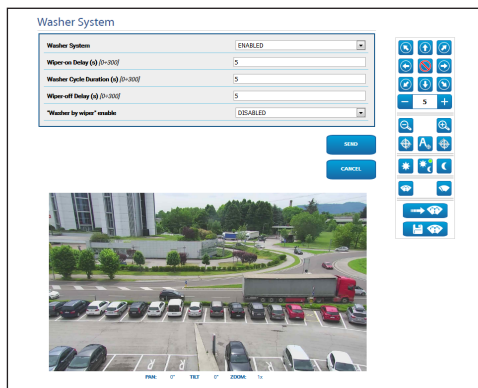 Washer System
Washer System ENABLED
Wiper-on Delay (s) [0÷300] 5
Washer Cycle Duration (s) [0÷300] 5
Wiper-off Delay (s) [0÷300] 5
"Washer by wiper" enable DISABLED
SEND
CANCEL
− 5 +
A
PAN: 0° TILT 0° ZOOM: 1x